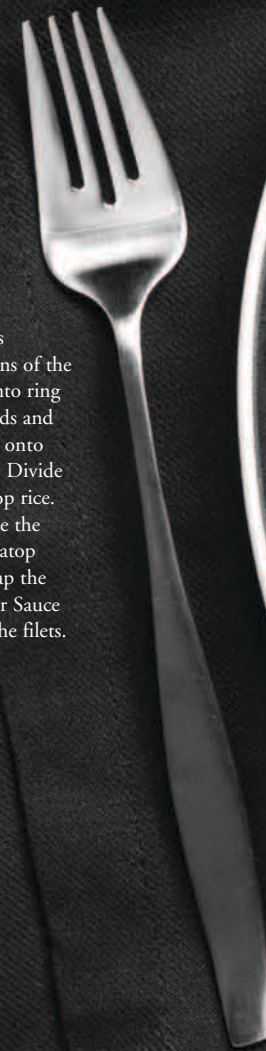 s
ns of the
nto ring
ds and
onto
Divide
op rice.
e the
atop
ap the
r Sauce
he filets.